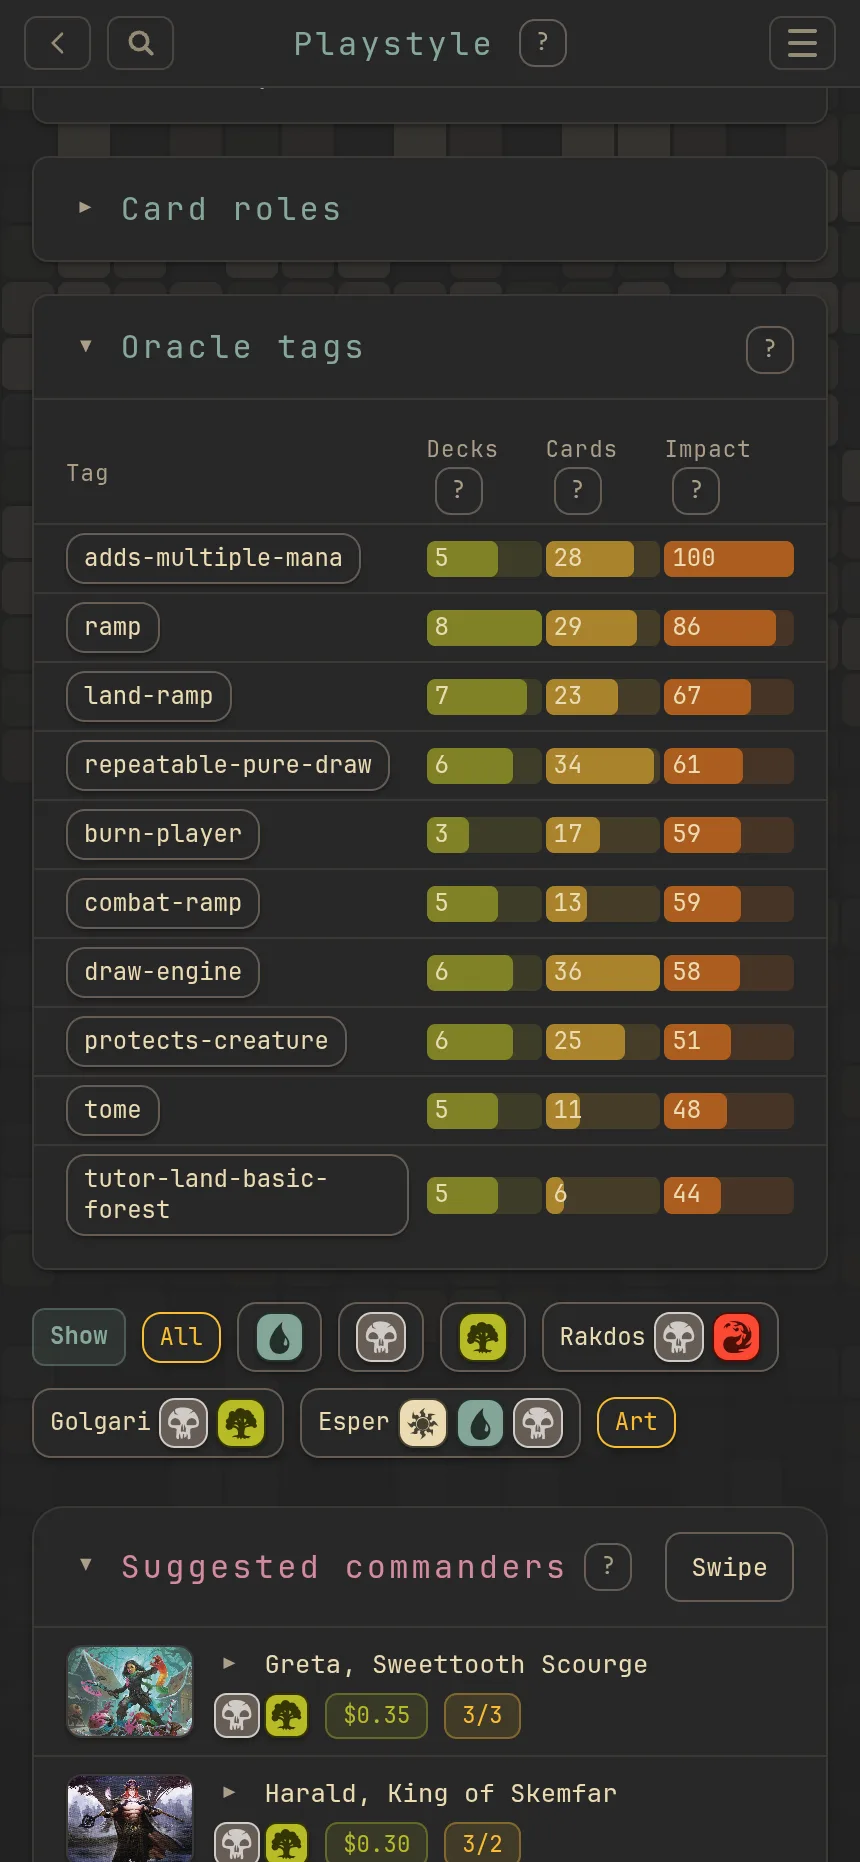 Playstyle ?
Card roles
Oracle tags ?
Tag Decks ? Cards ? Impact ?
adds-multiple-mana 5 28 100
ramp 8 29 86
land-ramp 7 23 67
repeatable-pure-draw 6 34 61
burn-player 3 17 59
combat-ramp 5 13 59
draw-engine 6 36 58
protects-creature 6 25 51
tome 5 11 48
tutor-land-basic-
forest 5 6 44
Show All Rakdos
Golgari Esper Art
Suggested commanders ? Swipe
Greta, Sweettooth Scourge
$0.35 3/3
Harald, King of Skemfar
$0.30 3/2